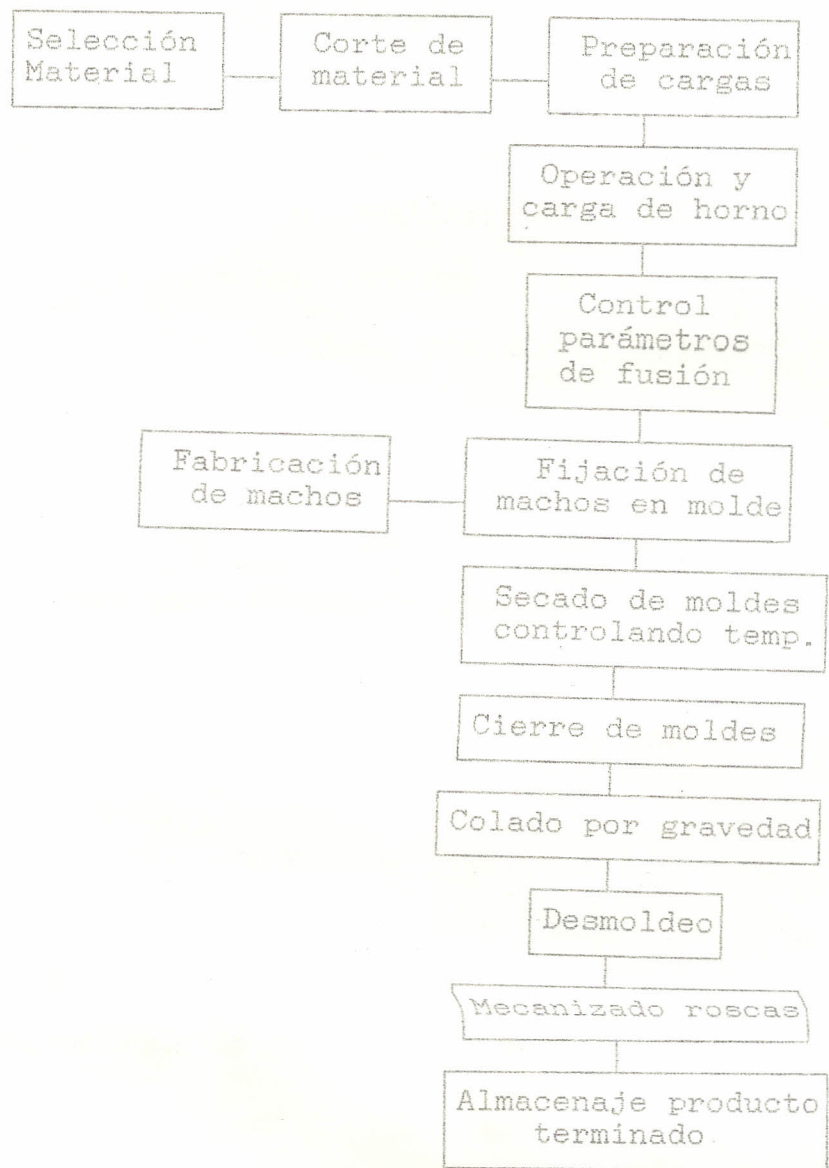 Selección
Material
Corte de
material
Preparación
de cargas
Operación y
carga de horno
Control
parámetros
de fusión
Fabricación
de machos
Fijación de
machos en molde
Secado de moldes
controlando temp.
Cierre de moldes
Colado por gravedad
Desmoldeo
Mecanizado roscas
Almacenaje producto
terminado